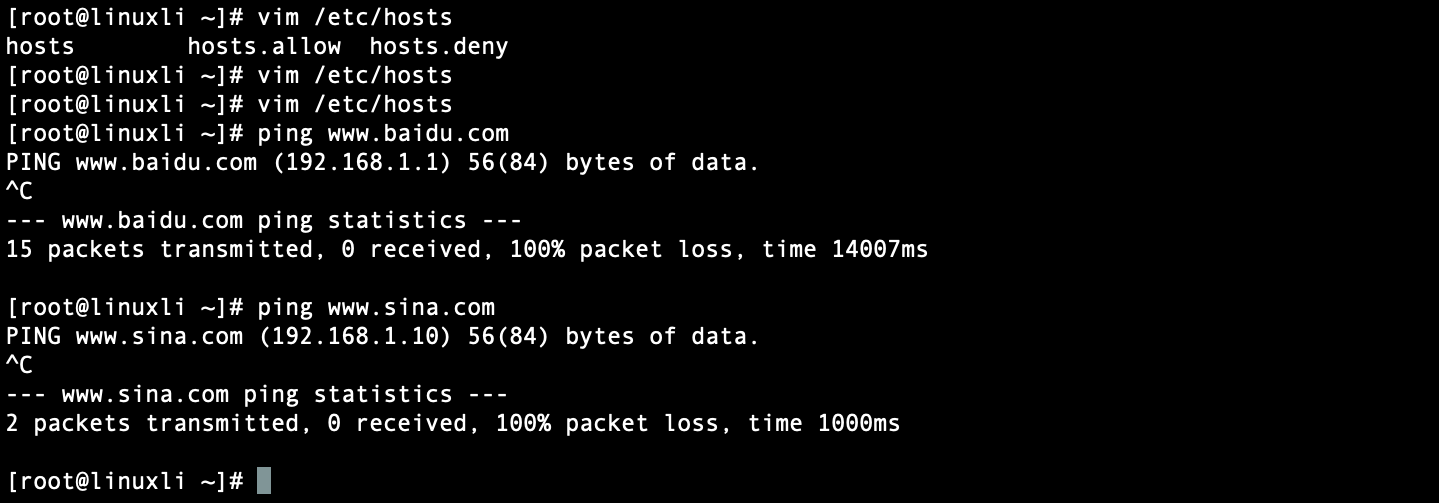 [root@linuxli ~]# vim /etc/hosts
hosts        hosts.allow  hosts.deny
[root@linuxli ~]# vim /etc/hosts
[root@linuxli ~]# vim /etc/hosts
[root@linuxli ~]# ping www.baidu.com
PING www.baidu.com (192.168.1.1) 56(84) bytes of data.
^C
--- www.baidu.com ping statistics ---
15 packets transmitted, 0 received, 100% packet loss, time 14007ms
[root@linuxli ~]# ping www.sina.com
PING www.sina.com (192.168.1.10) 56(84) bytes of data.
^C
--- www.sina.com ping statistics ---
2 packets transmitted, 0 received, 100% packet loss, time 1000ms
[root@linuxli ~]#